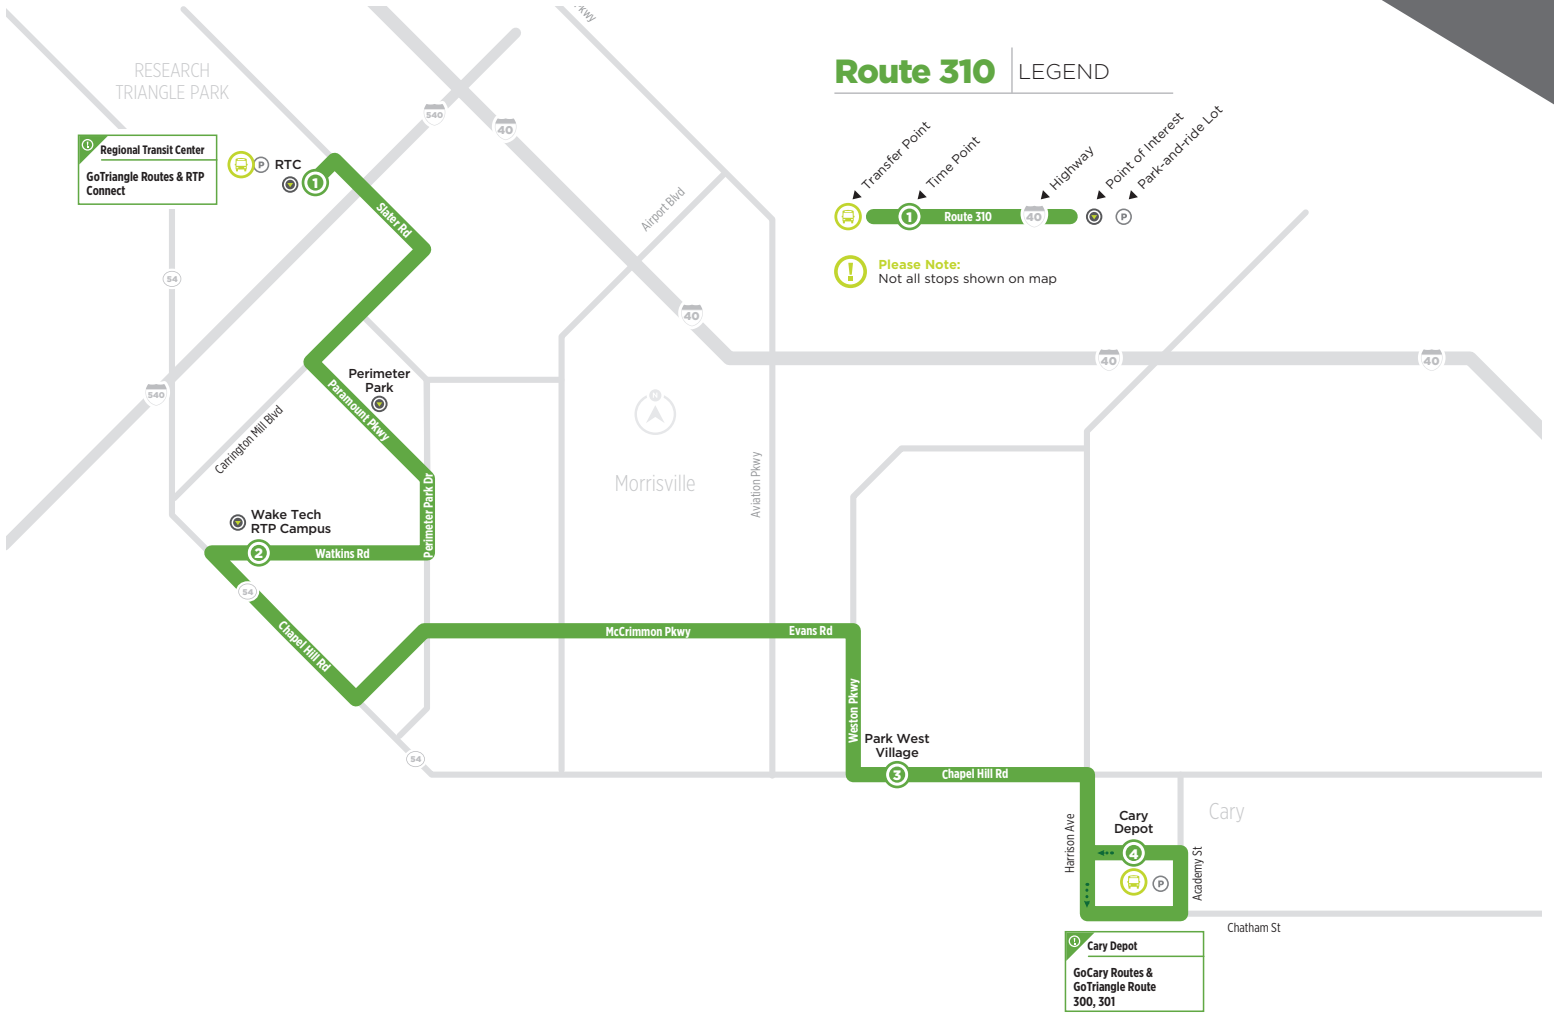 Pkwy
RESEARCH
TRIANGLE PARK
Route 310
LEGEND
540
40
Transfer Point
Time Point
Highway
Point of Interest
Park-and-ride Lot
1
Route 310
40
P
Please Note:
Not all stops shown on map
Regional Transit Center
GoTriangle Routes & RTP
Connect
P
RTC
1
Slater Rd
Airport Blvd
54
40
40
40
540
Perimeter
Park
Paramount Pkwy
Carrington Mill Blvd
N
Morrisville
Aviation Pkwy
Perimeter Park Dr
Wake Tech
RTP Campus
2
Watkins Rd
54
Chapel Hill Rd
McCrimmon Pkwy
Evans Rd
Weston Pkwy
54
Park West
Village
3
Chapel Hill Rd
Harrison Ave
Cary
Depot
4
P
Academy St
Cary
Chatham St
Cary Depot
GoCary Routes &
GoTriangle Route
300, 301